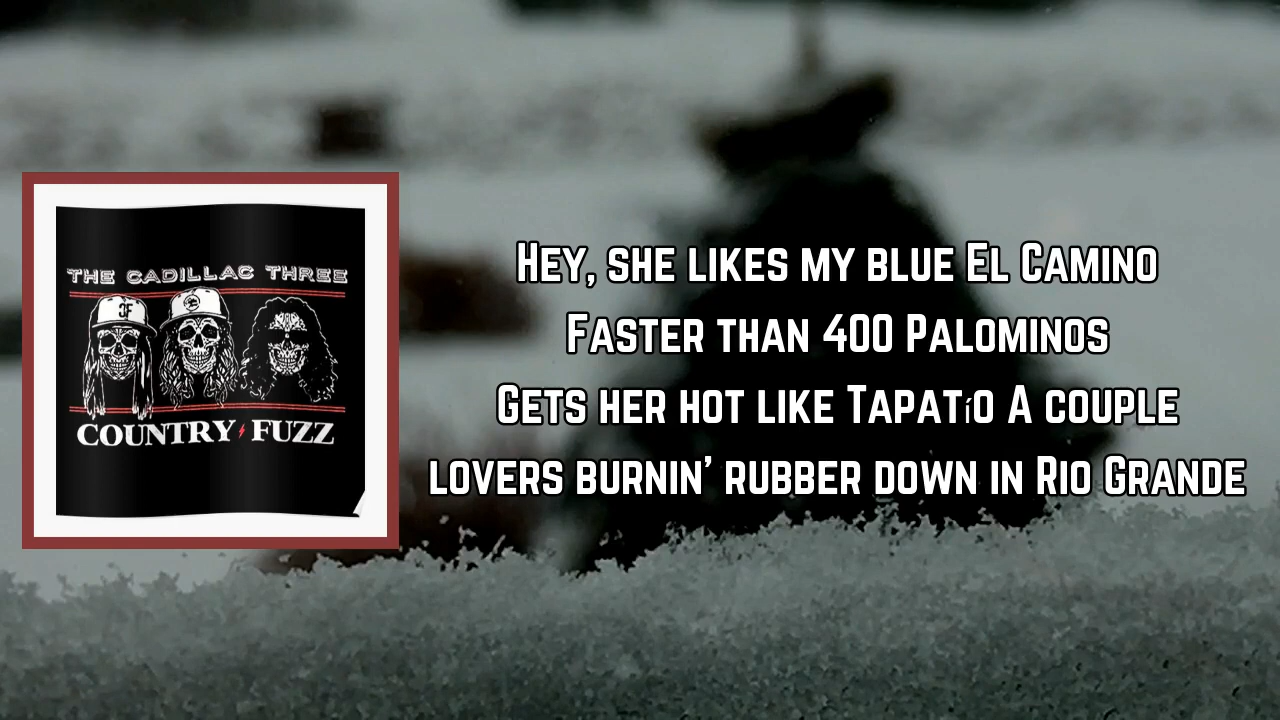 THE CADILLAC THREE
CF
COUNTRY FUZZ
Hey, she likes my blue El Camino
Faster than 400 Palominos
Gets her hot like Tapatío A couple
lovers burnin' rubber down in Rio Grande